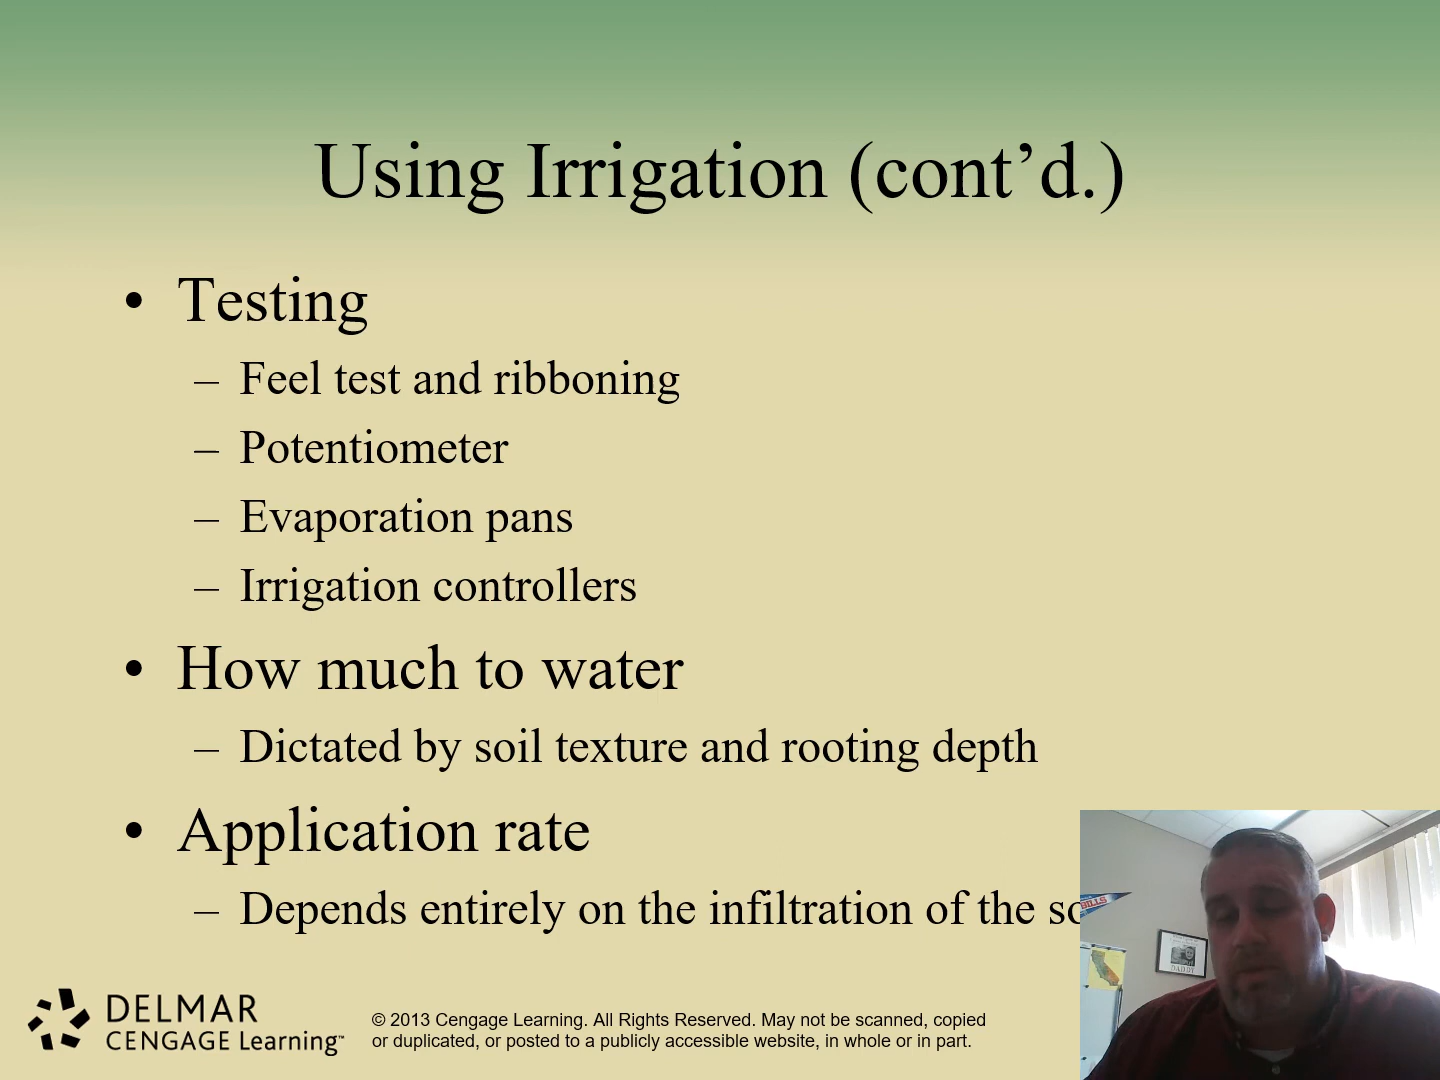 Using Irrigation (cont’d.)
• Testing
– Feel test and ribboning
– Potentiometer
– Evaporation pans
– Irrigation controllers
• How much to water
– Dictated by soil texture and rooting depth
• Application rate
– Depends entirely on the infiltration of the
BILLS
DADDY
DELMAR
CENGAGE Learning™
© 2013 Cengage Learning. All Rights Reserved. May not be scanned, copied
or duplicated, or posted to a publicly accessible website, in whole or in part.